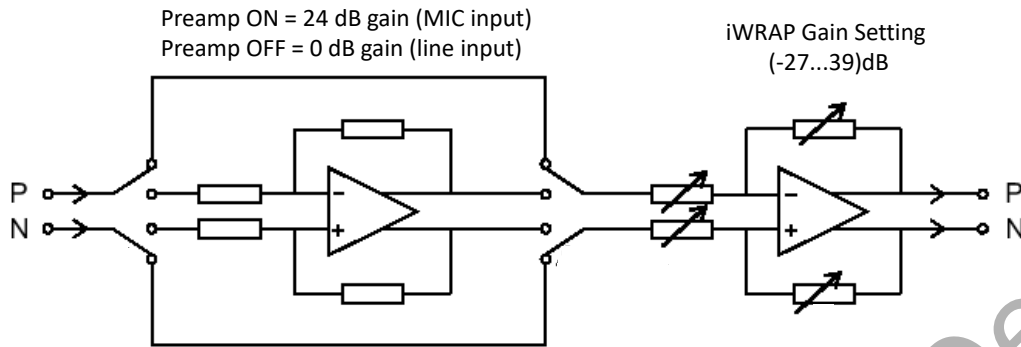 Preamp ON = 24 dB gain (MIC input)
Preamp OFF = 0 dB gain (line input)
iWRAP Gain Setting
(-27...39)dB
P
N
P
N